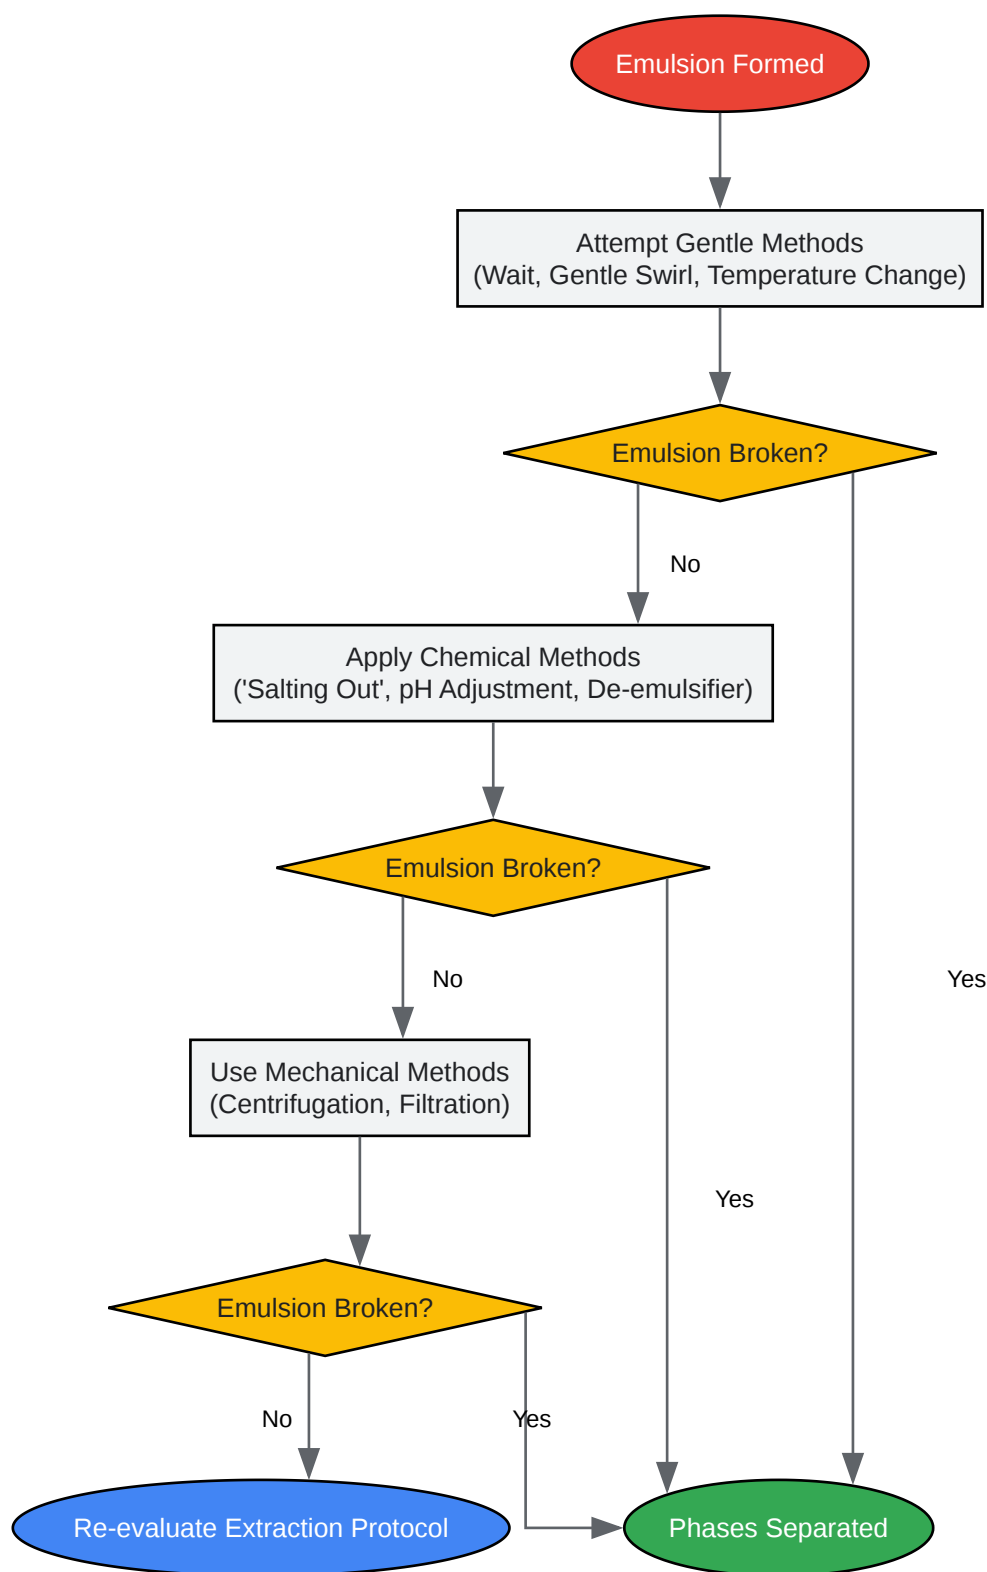 Emulsion Formed
Attempt Gentle Methods
(Wait, Gentle Swirl, Temperature Change)
Emulsion Broken?
No
Apply Chemical Methods
('Salting Out', pH Adjustment, De-emulsifier)
Emulsion Broken?
No
Yes
Use Mechanical Methods
(Centrifugation, Filtration)
Yes
Emulsion Broken?
No
Yes
Re-evaluate Extraction Protocol
Phases Separated